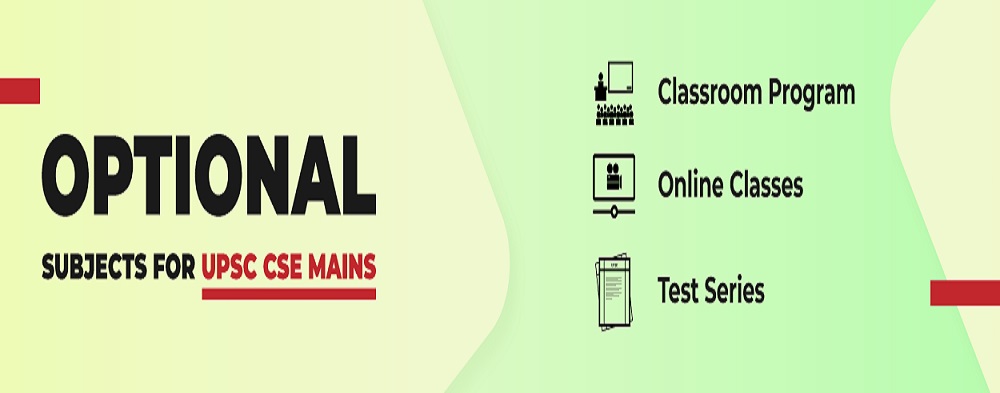 OPTIONAL
SUBJECTS FOR UPSC CSE MAINS
Classroom Program
Online Classes
Test Series